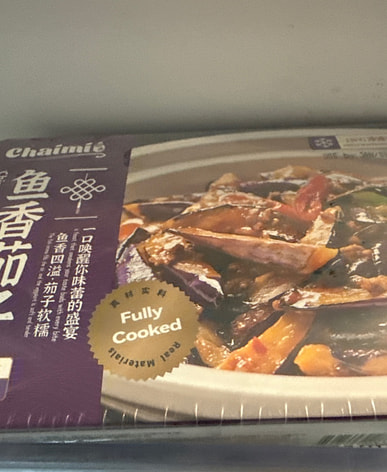 Chaimie
鱼香茄
一口唤醒你味蕾的盛宴
鱼香四溢 茄子软糯
真材实料
Fully
Cooked
Real Materials